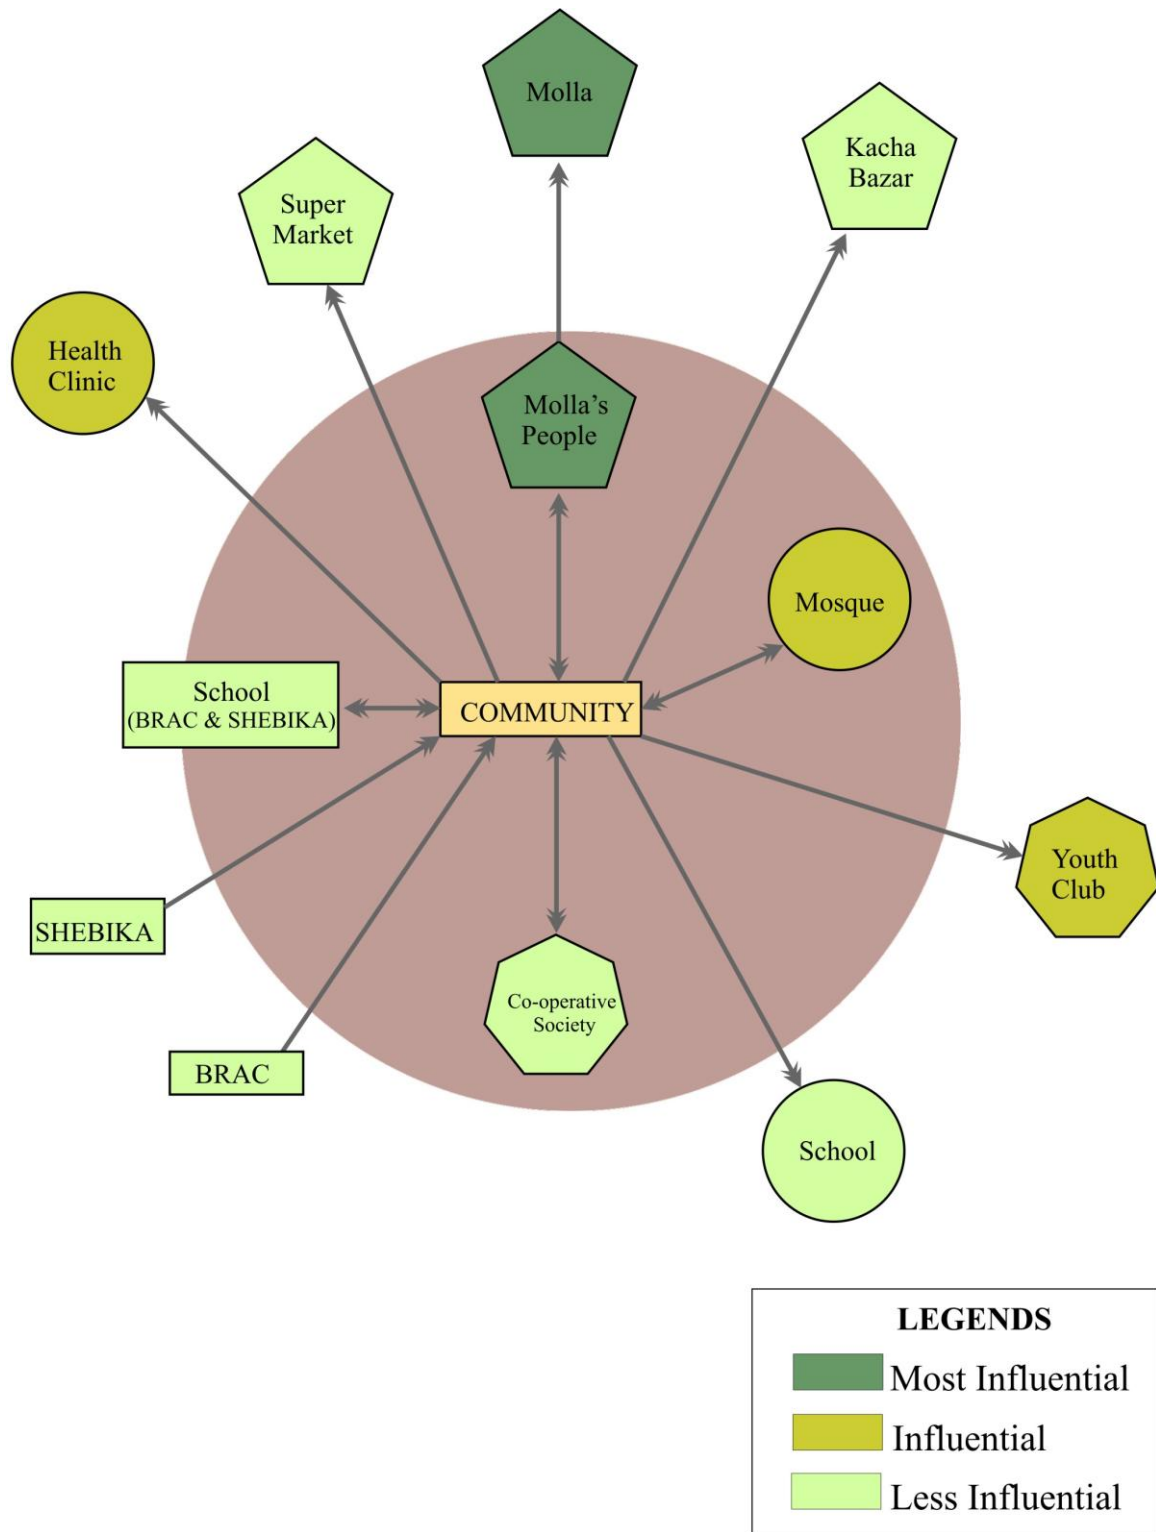 Molla
Kacha
Bazar
Super
Market
Health
Clinic
Molla’s
People
Mosque
School
(BRAC & SHEBIKA)
COMMUNITY
Youth
Club
SHEBIKA
Co-operative
Society
BRAC
School
LEGENDS
Most Influential
Influential
Less Influential